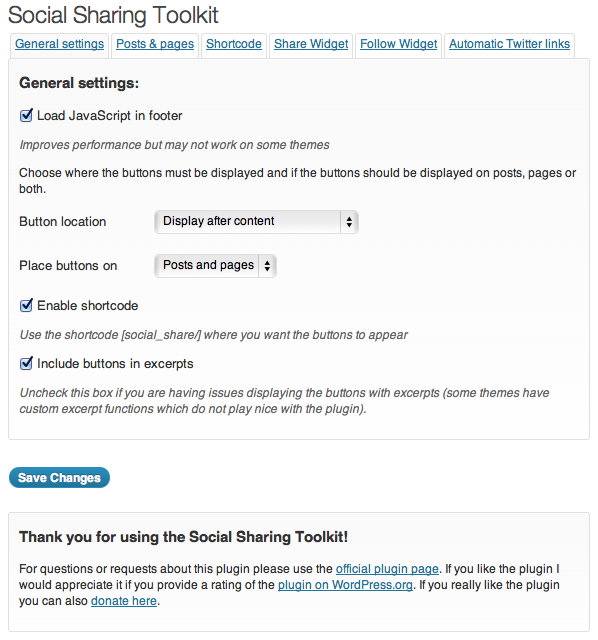 Social Sharing Toolkit
General settings Posts & pages Shortcode Share Widget Follow Widget Automatic Twitter links
General settings:
Load JavaScript in footer
Improves performance but may not work on some themes
Choose where the buttons must be displayed and if the buttons should be displayed on posts, pages or
both.
Button location Display after content
Place buttons on Posts and pages
Enable shortcode
Use the shortcode [social_share/] where you want the buttons to appear
Include buttons in excerpts
Uncheck this box if you are having issues displaying the buttons with excerpts (some themes have
custom excerpt functions which do not play nice with the plugin).
Save Changes
Thank you for using the Social Sharing Toolkit!
For questions or requests about this plugin please use the official plugin page. If you like the plugin I
would appreciate it if you provide a rating of the plugin on WordPress.org. If you really like the plugin
you can also donate here.